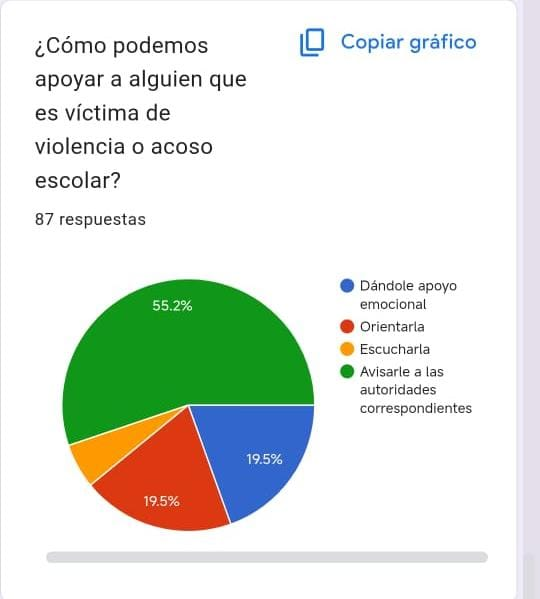 ¿Cómo podemos
apoyar a alguien que
es víctima de
violencia o acoso
escolar?
Copiar gráfico
87 respuestas
55.2%
19.5%
19.5%
Dándole apoyo
emocional
Orientarla
Escucharla
Avisarle a las
autoridades
correspondientes